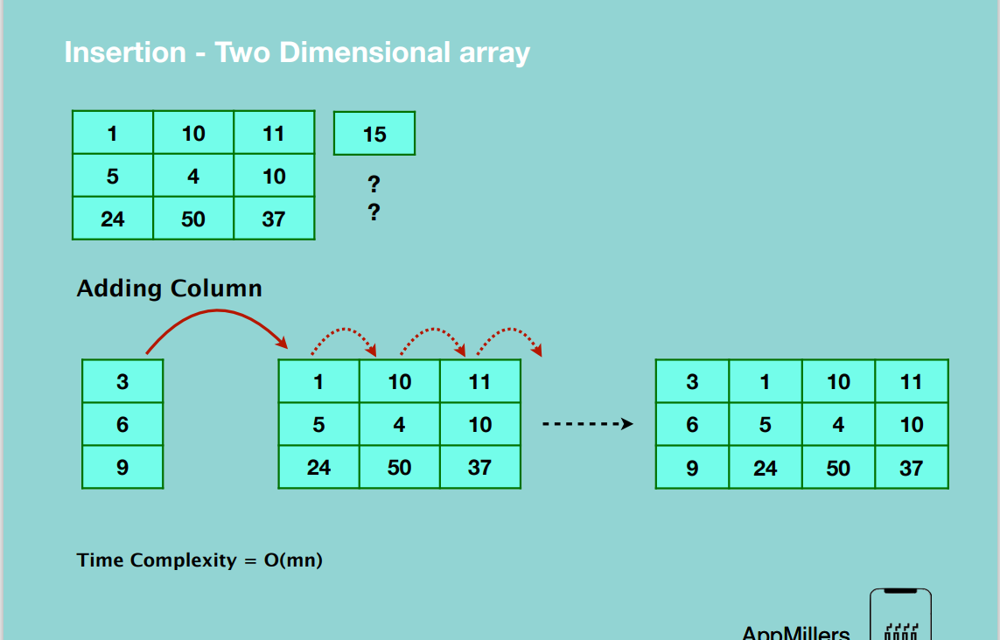 Insertion - Two Dimensional array
1 10 11 15
5 4 10 ?
24 50 37 ?
Adding Column
3 1 10 11 3 1 10 11
6 5 4 10 6 5 4 10
9 24 50 37 9 24 50 37
Time Complexity = O(mn)
AppMillers